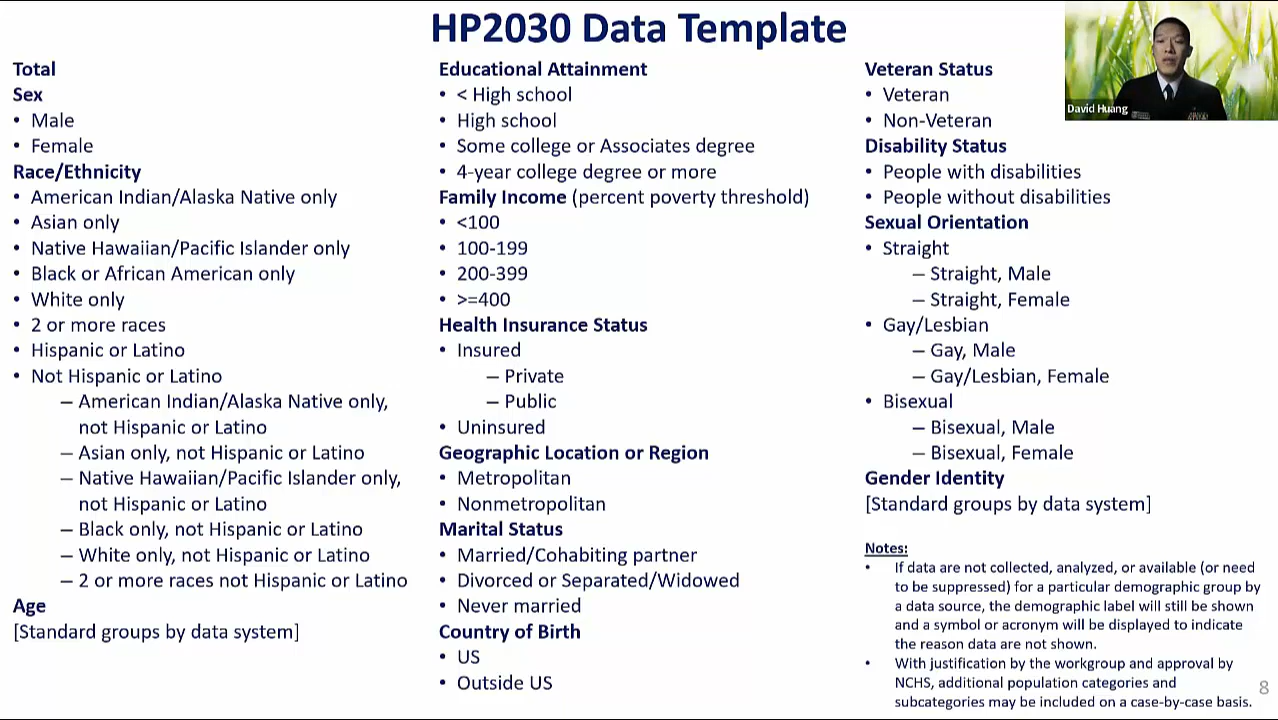 HP2030 Data Template
Total
Sex
• Male
• Female
Race/Ethnicity
• American Indian/Alaska Native only
• Asian only
• Native Hawaiian/Pacific Islander only
• Black or African American only
• White only
• 2 or more races
• Hispanic or Latino
• Not Hispanic or Latino
– American Indian/Alaska Native only,
not Hispanic or Latino
– Asian only, not Hispanic or Latino
– Native Hawaiian/Pacific Islander only,
not Hispanic or Latino
– Black only, not Hispanic or Latino
– White only, not Hispanic or Latino
– 2 or more races not Hispanic or Latino
Age
[Standard groups by data system]
Educational Attainment
• < High school
• High school
• Some college or Associates degree
• 4-year college degree or more
Family Income (percent poverty threshold)
• <100
• 100-199
• 200-399
• >=400
Health Insurance Status
• Insured
– Private
– Public
• Uninsured
Geographic Location or Region
• Metropolitan
• Nonmetropolitan
Marital Status
• Married/Cohabiting partner
• Divorced or Separated/Widowed
• Never married
Country of Birth
• US
• Outside US
Veteran Status
• Veteran
• Non-Veteran
Disability Status
• People with disabilities
• People without disabilities
Sexual Orientation
• Straight
– Straight, Male
– Straight, Female
• Gay/Lesbian
– Gay, Male
– Gay/Lesbian, Female
• Bisexual
– Bisexual, Male
– Bisexual, Female
Gender Identity
[Standard groups by data system]
Notes:
• If data are not collected, analyzed, or available (or need
to be suppressed) for a particular demographic group by
a data source, the demographic label will still be shown
and a symbol or acronym will be displayed to indicate
the reason data are not shown.
• With justification by the workgroup and approval by
NCHS, additional population categories and
subcategories may be included on a case-by-case basis.
8
David Huang